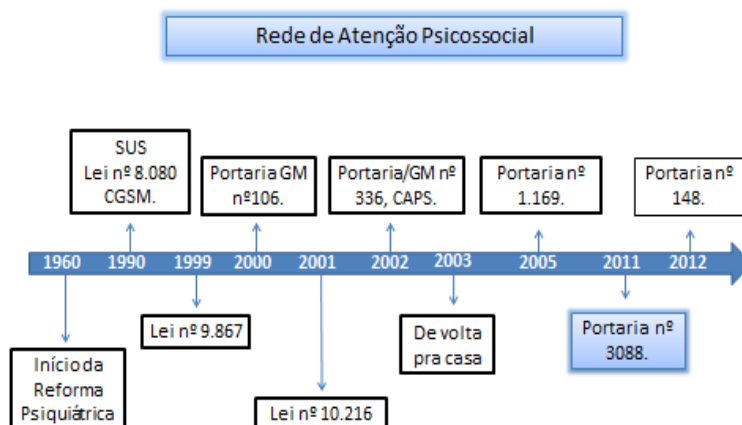 Rede de Atenção Psicossocial
SUS
Lei nº 8.080
CGSM.
Portaria GM
nº106.
Portaria/GM nº
336, CAPS.
Portaria nº
1.169.
Portaria nº
148.
1960 1990 1999 2000 2001 2002 2003 2005 2011 2012
Início da
Reforma
Psiquiátrica
Lei nº 9.867
Lei nº 10.216
De volta
pra casa
Portaria nº
3088.